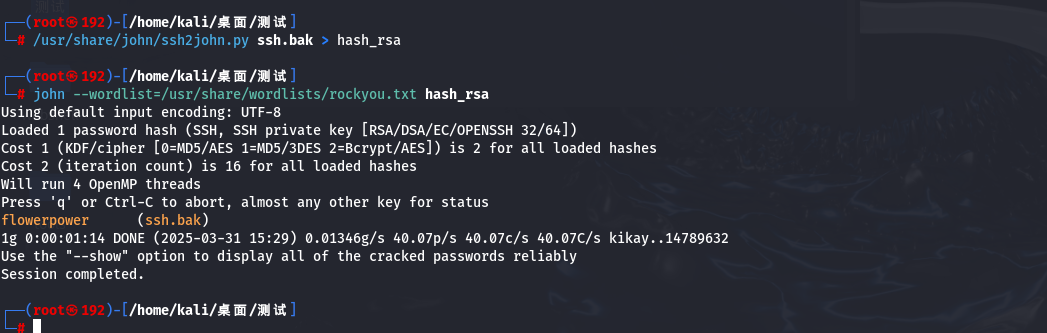 测试
┌──(root㉿192)-[/home/kali/桌面/测试]
└─# /usr/share/john/ssh2john.py ssh.bak > hash_rsa
┌──(root㉿192)-[/home/kali/桌面/测试]
└─# john --wordlist=/usr/share/wordlists/rockyou.txt hash_rsa
Using default input encoding: UTF-8
Loaded 1 password hash (SSH, SSH private key [RSA/DSA/EC/OPENSSH 32/64])
Cost 1 (KDF/cipher [0=MD5/AES 1=MD5/3DES 2=Bcrypt/AES]) is 2 for all loaded hashes
Cost 2 (iteration count) is 16 for all loaded hashes
Will run 4 OpenMP threads
Press 'q' or Ctrl-C to abort, almost any other key for status
flowerpower      (ssh.bak)
1g 0:00:01:14 DONE (2025-03-31 15:29) 0.01346g/s 40.07p/s 40.07c/s 40.07C/s kikay..14789632
Use the "--show" option to display all of the cracked passwords reliably
Session completed.
┌──(root㉿192)-[/home/kali/桌面/测试]
└─#